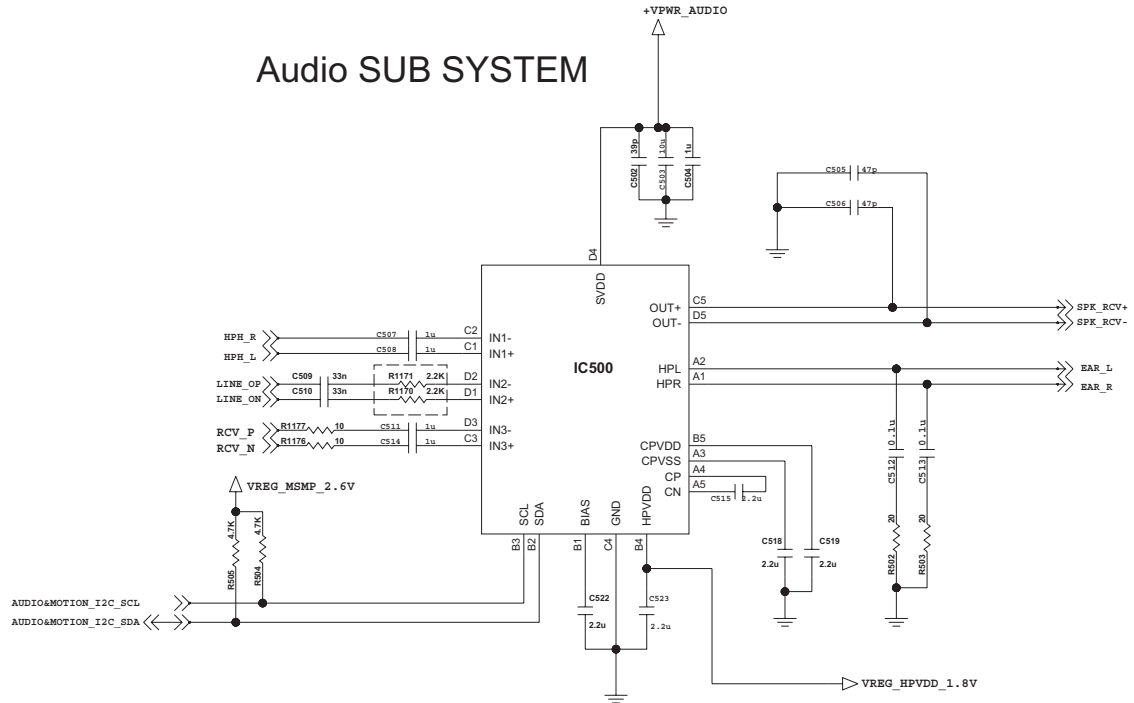 +VPWR_AUDIO
Audio SUB SYSTEM
39p
10u
1u
C502
C503
C504
C505 47p
C506 47p
D4
SVDD
OUT+ C5
OUT- D5
SPK_RCV+
SPK_RCV-
HPH_R C507 1u C2 IN1-
HPH_L C508 1u C1 IN1+
LINE_OP C509 33n R1171 2.2K D2 IN2-
LINE_ON C510 33n R1170 2.2K D1 IN2+
RCV_P R1177 10 C511 1u D3 IN3-
RCV_N R1176 10 C514 1u C3 IN3+
IC500
HPL A2 EAR_L
HPR A1 EAR_R
CPVDD B5
CPVSS A3
CP A4
CN A5
C515 2.2u
C512 0.1u
C513 0.1u
R502 20
R503 20
VREG_MSMP_2.6V
4.7K
4.7K
R505
R504
SCL
SDA
BIAS
GND
HPVDD
B3
B2
B1
C4
B4
C518
2.2u
C519
2.2u
C522
2.2u
C523
2.2u
AUDIO&MOTION_I2C_SCL
AUDIO&MOTION_I2C_SDA
VREG_HPVDD_1.8V